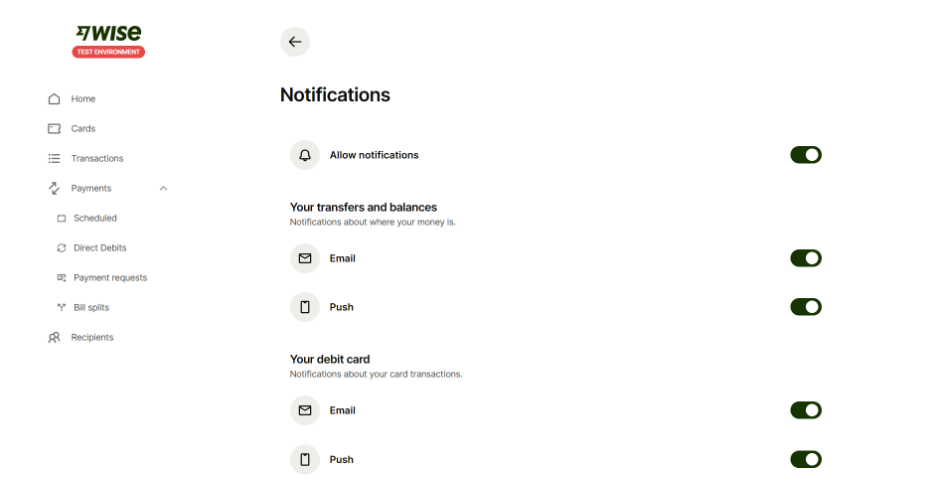 WISE
TEST ENVIRONMENT
Home
Cards
Transactions
Payments
Scheduled
Direct Debits
Payment requests
Bill splits
Recipients
Notifications
Allow notifications
Your transfers and balances
Notifications about where your money is.
Email
Push
Your debit card
Notifications about your card transactions.
Email
Push